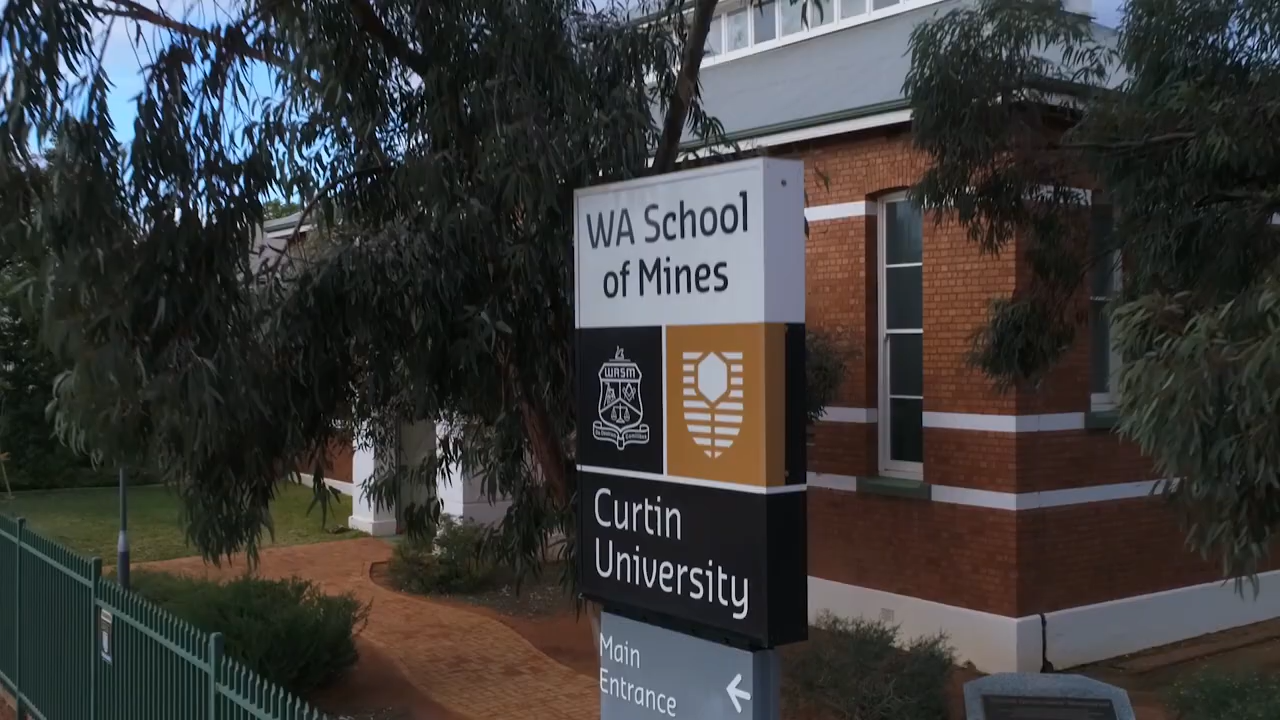 WA School
of Mines
WASM
Curtin
University
Main
Entrance